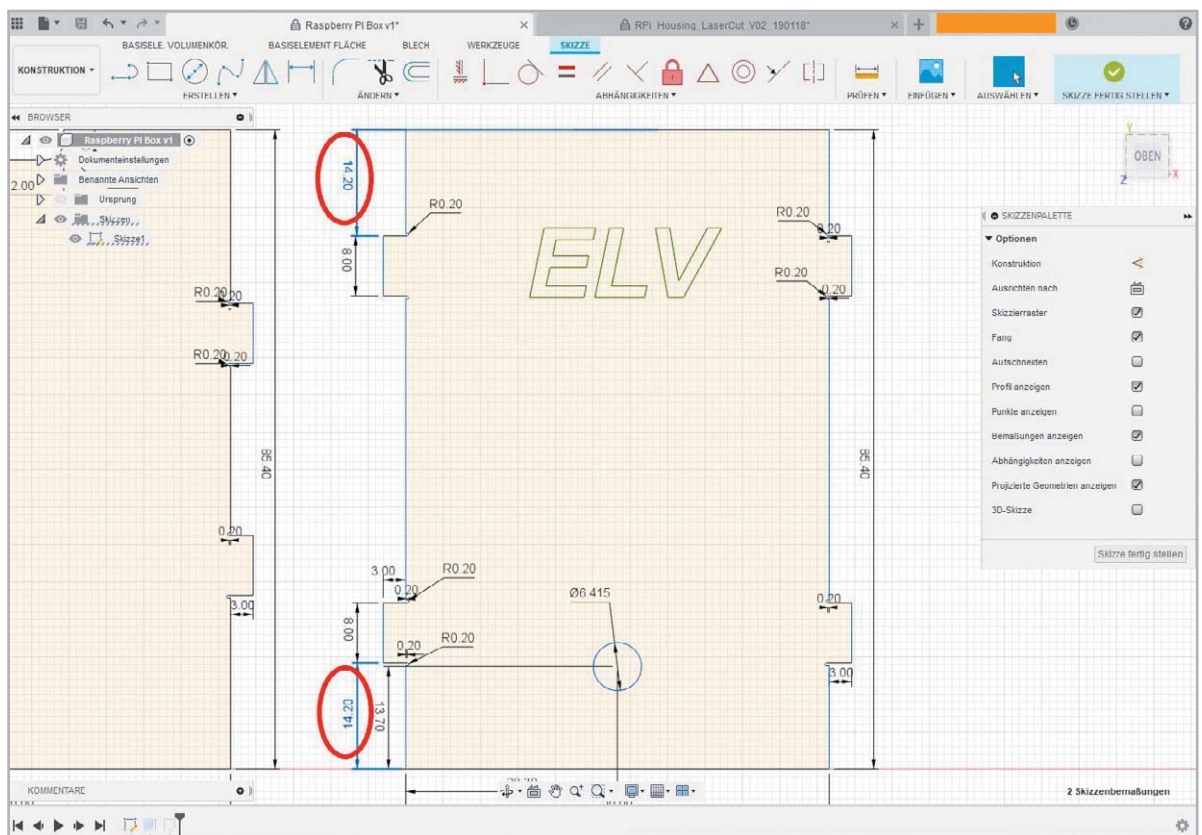 Raspberry PI Box v1*
RPi_Housing_LaserCut_V02_190118*
BASISELE. VOLUMENKÖR.
BASISELEMENT FLÄCHE
BLECH
WERKZEUGE
SKIZZE
KONSTRUKTION
ERSTELLEN
ÄNDERN
ABHÄNGIGKEITEN
PRÜFEN
EINFÜGEN
AUSWÄHLEN
SKIZZE FERTIG STELLEN
BROWSER
Raspberry PI Box v1
Dokumenteinstellungen
2.00
Benannte Ansichten
Ursprung
Skizzen
Skizze1
14.20
R0.20
8.00
R0.20
0.20
R0.20
0.20
ELV
R0.20
0.20
R0.20
0.20
85.40
85.40
0.20
3.00
3.00
R0.20
0.20
8.00
0.20
R0.20
Ø6.415
0.20
3.00
14.20
13.70
OBEN
Y
X
Z
SKIZZENPALETTE
Optionen
Konstruktion
Ausrichten nach
Skizzierraster
Fang
Aufschneiden
Profil anzeigen
Punkte anzeigen
Bemaßungen anzeigen
Abhängigkeiten anzeigen
Projizierte Geometrien anzeigen
3D-Skizze
Skizze fertig stellen
KOMMENTARE
2 Skizzenbemaßungen